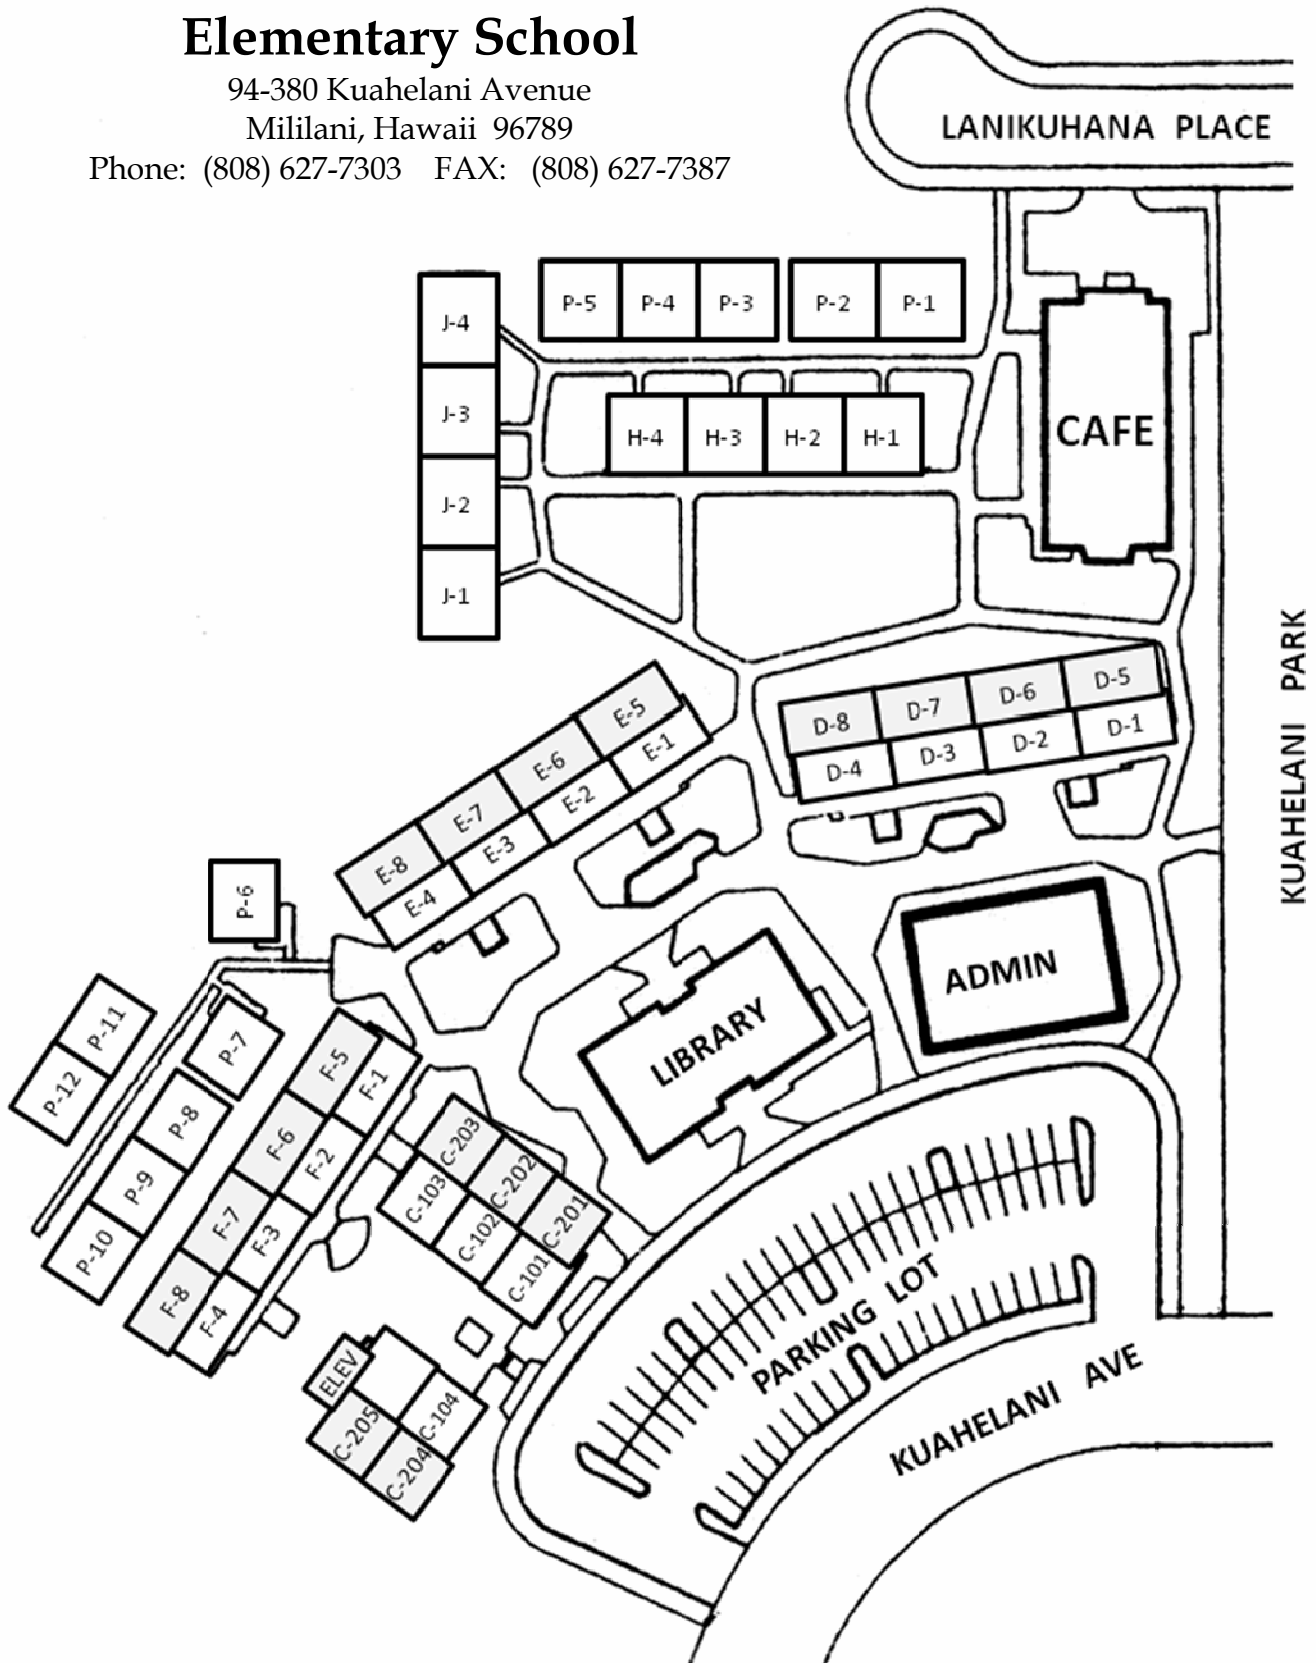 Elementary School
94-380 Kuahelani Avenue
Mililani, Hawaii 96789
Phone: (808) 627-7303 FAX: (808) 627-7387
LANIKUHANA PLACE
P-5
P-4
P-3
P-2
P-1
J-4
J-3
J-2
J-1
H-4
H-3
H-2
H-1
CAFE
KUAHELANI PARK
D-8
D-7
D-6
D-5
D-4
D-3
D-2
D-1
E-5
E-6
E-7
E-8
E-1
E-2
E-3
E-4
P-6
ADMIN
LIBRARY
P-11
P-12
P-7
P-8
P-9
P-10
F-5
F-6
F-7
F-8
F-1
F-2
F-3
F-4
C-203
C-202
C-201
C-103
C-102
C-101
ELEV
C-205
C-204
C-104
PARKING LOT
KUAHELANI AVE